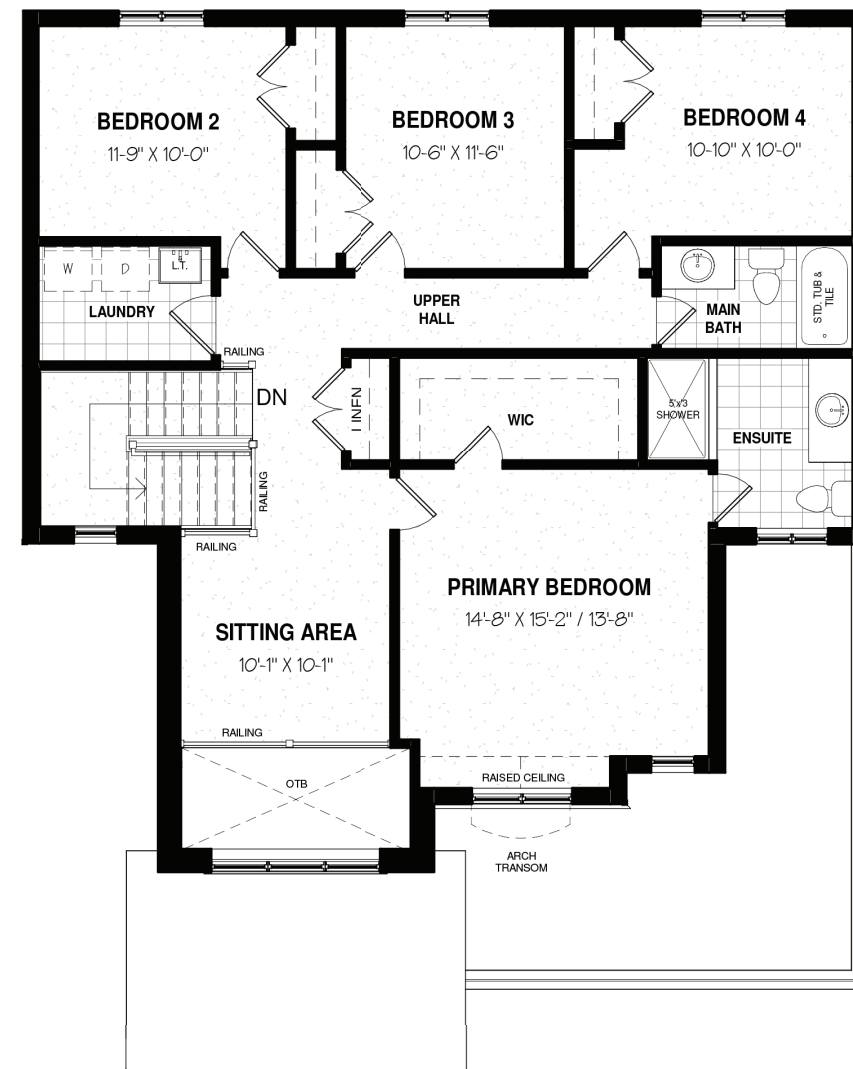 BEDROOM 2
11-9" X 10'-0"
BEDROOM 3
10-6" X 11'-6"
BEDROOM 4
10-10" X 10'-0"
W
D
L.T.
LAUNDRY
UPPER
HALL
MAIN
BATH
STD. TUB &
TILE
RAILING
DN
LINEN
WIC
5'x3'
SHOWER
ENSUITE
RAILING
RAILING
PRIMARY BEDROOM
14'-8" X 15'-2" / 13'-8"
SITTING AREA
10'-1" X 10-1"
RAILING
OTB
RAISED CEILING
ARCH
TRANSOM